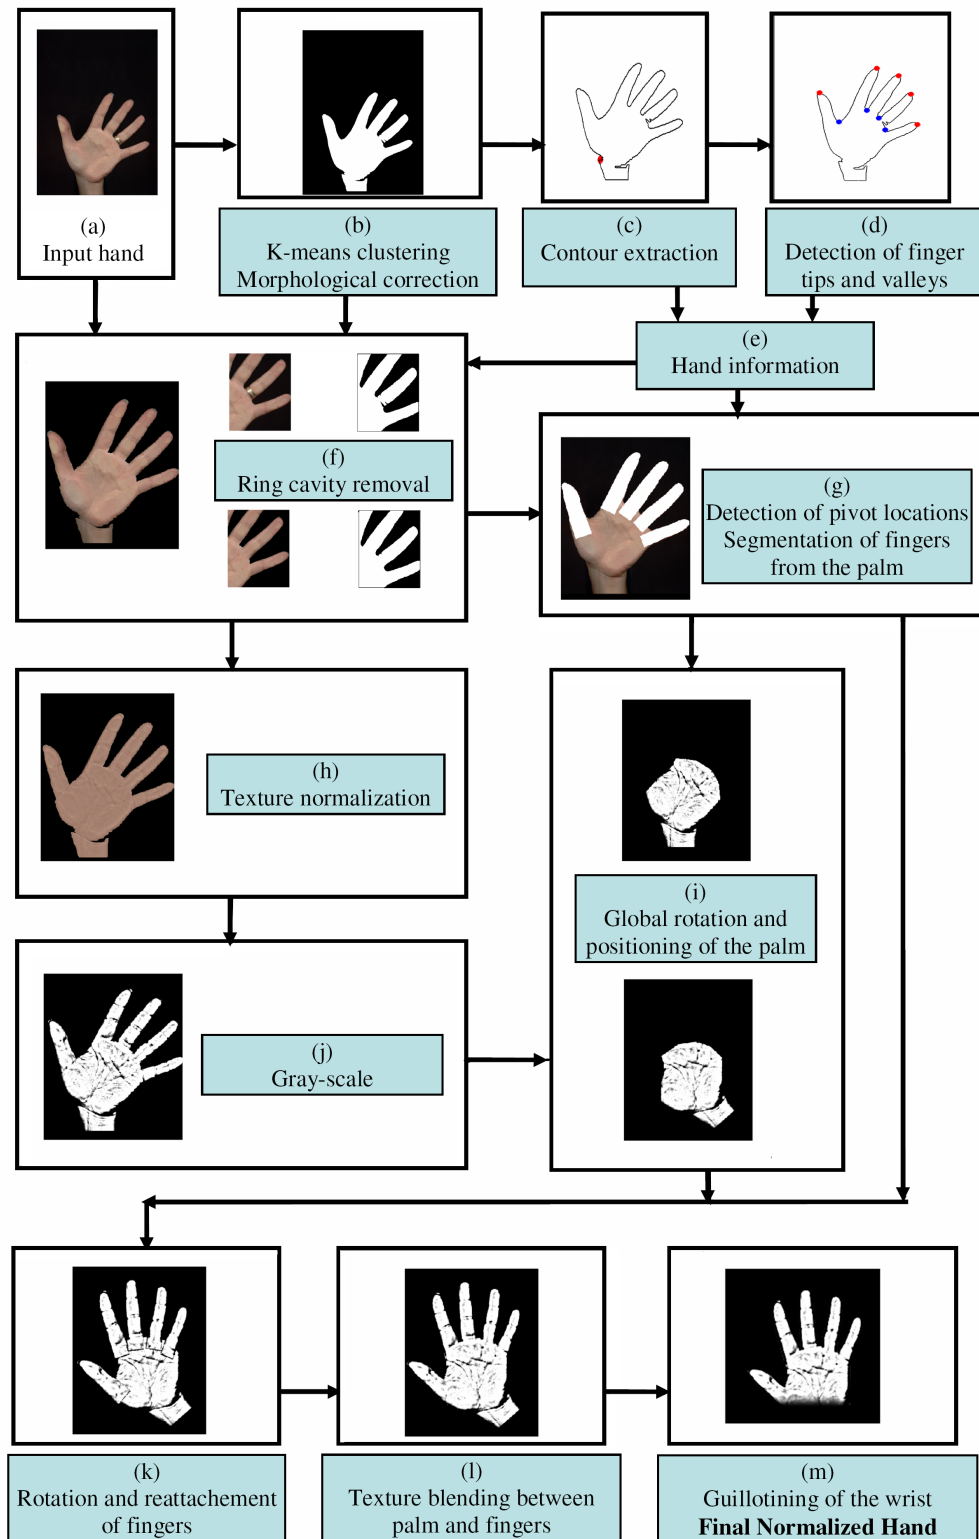 (a)
Input hand
(b)
K-means clustering
Morphological correction
(c)
Contour extraction
(d)
Detection of finger
tips and valleys
(e)
Hand information
(f)
Ring cavity removal
(g)
Detection of pivot locations
Segmentation of fingers
from the palm
(h)
Texture normalization
(i)
Global rotation and
positioning of the palm
(j)
Gray-scale
(k)
Rotation and reattachement
of fingers
(l)
Texture blending between
palm and fingers
(m)
Guillotining of the wrist
Final Normalized Hand